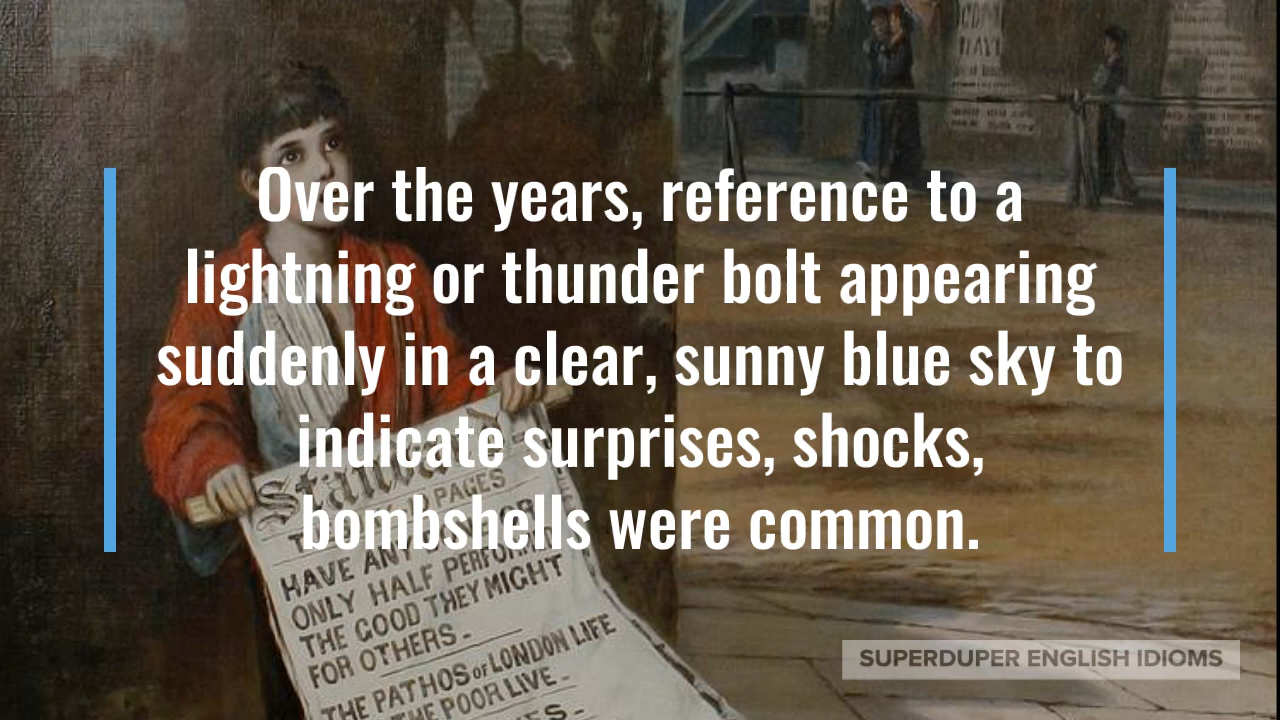 Over the years, reference to a
lightning or thunder bolt appearing
suddenly in a clear, sunny blue sky to
indicate surprises, shocks,
bombshells were common.
PAGES
HAVE
ONLY HALF
THE GOOD THEY MIGHT
FOR OTHERS -
THE PATHOS OF LONDON LIFE
THE POOR LIVE -
SUPERDUPER ENGLISH IDIOMS